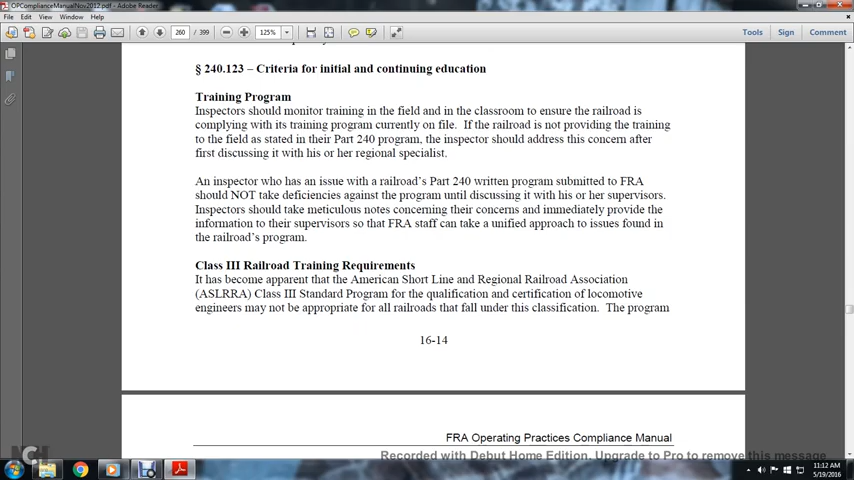 OPComplianceManualNov2012.pdf - Adobe Reader
File Edit View Window Help
260 / 399 125% Tools Sign Comment
§ 240.123 – Criteria for initial and continuing education
Training Program
Inspectors should monitor training in the field and in the classroom to ensure the railroad is
complying with its training program currently on file. If the railroad is not providing the training
to the field as stated in their Part 240 program, the inspector should address this concern after
first discussing it with his or her regional specialist.
An inspector who has an issue with a railroad's Part 240 written program submitted to FRA
should NOT take deficiencies against the program until discussing it with his or her supervisors.
Inspectors should take meticulous notes concerning their concerns and immediately provide the
information to their supervisors so that FRA staff can take a unified approach to issues found in
the railroad's program.
Class III Railroad Training Requirements
It has become apparent that the American Short Line and Regional Railroad Association
(ASLRRA) Class III Standard Program for the qualification and certification of locomotive
engineers may not be appropriate for all railroads that fall under this classification. The program
16-14
FRA Operating Practices Compliance Manual
Recorded with Debut Home Edition. Upgrade to Pro to remove this message
NCH
11:12 AM
5/19/2016